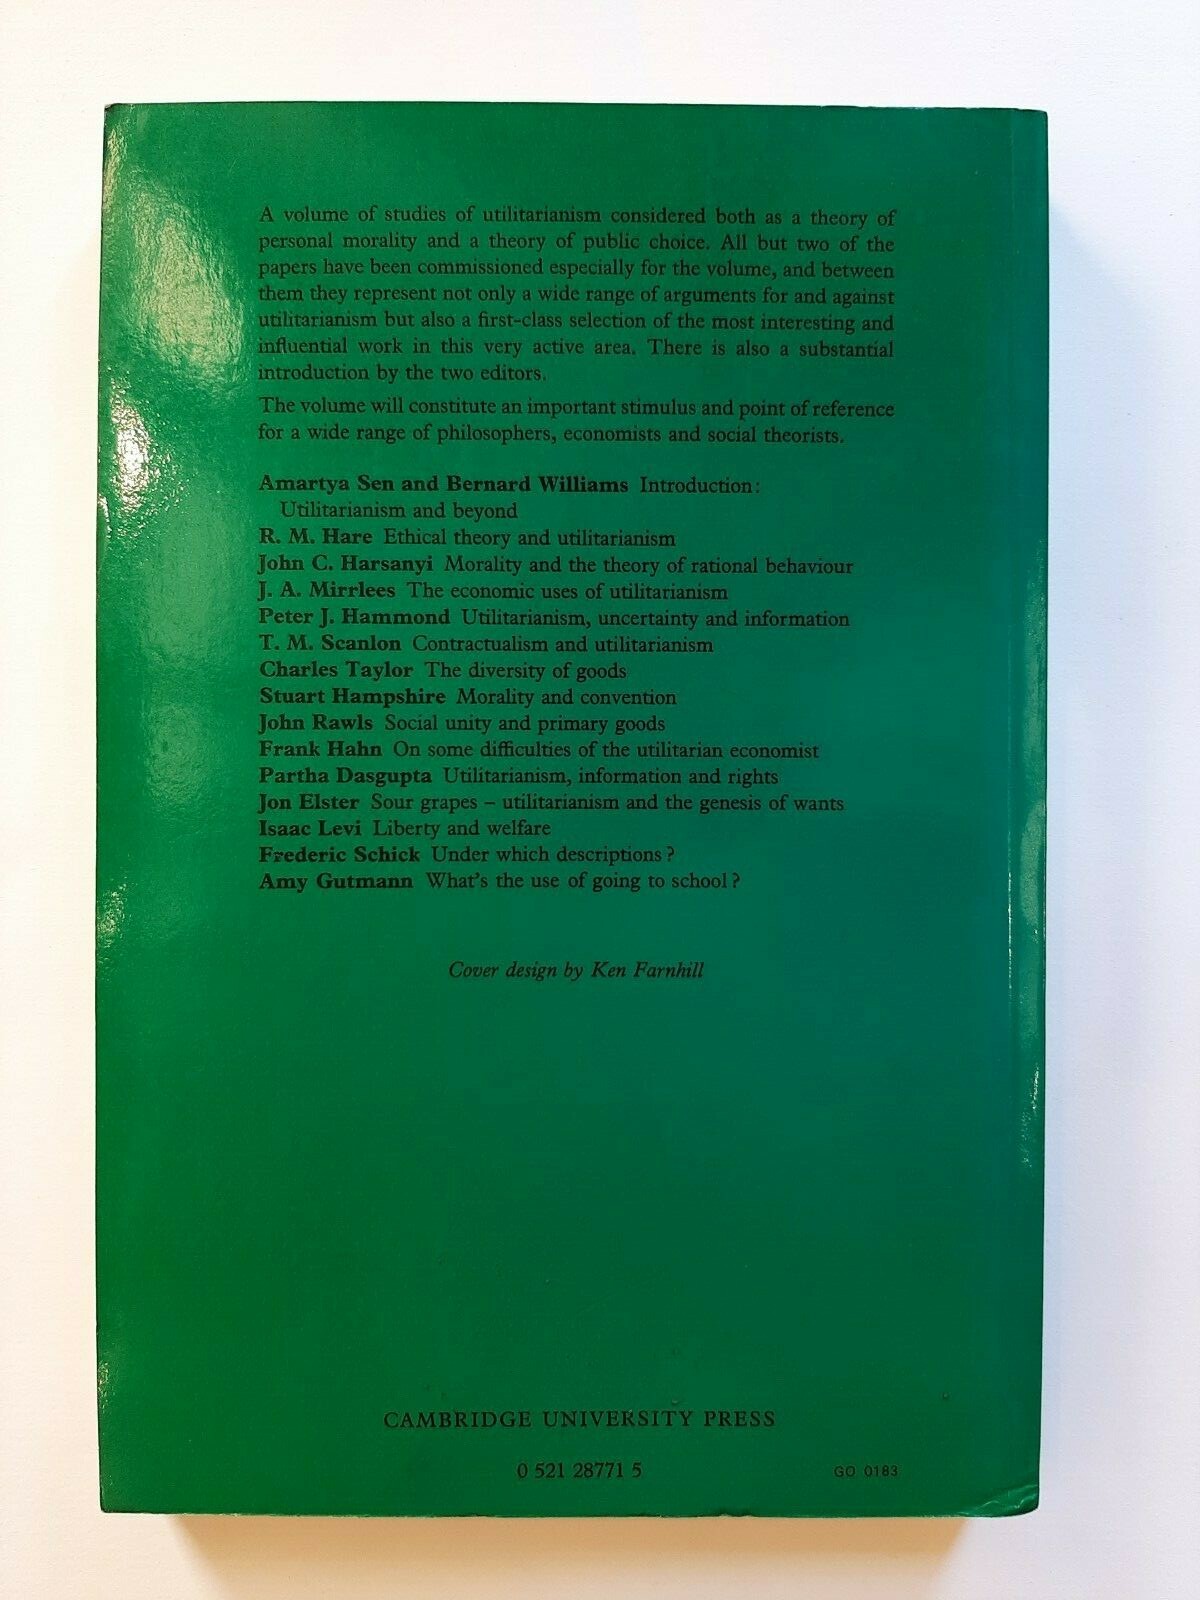 A volume of studies of utilitarianism considered both as a theory of
personal morality and a theory of public choice. All but two of the
papers have been commissioned especially for the volume, and between
them they represent not only a wide range of arguments for and against
utilitarianism but also a first-class selection of the most interesting and
influential work in this very active area. There is also a substantial
introduction by the two editors.
The volume will constitute an important stimulus and point of reference
for a wide range of philosophers, economists and social theorists.
Amartya Sen and Bernard Williams Introduction:
Utilitarianism and beyond
R. M. Hare Ethical theory and utilitarianism
John C. Harsanyi Morality and the theory of rational behaviour
J. A. Mirrlees The economic uses of utilitarianism
Peter J. Hammond Utilitarianism, uncertainty and information
T. M. Scanlon Contractualism and utilitarianism
Charles Taylor The diversity of goods
Stuart Hampshire Morality and convention
John Rawls Social unity and primary goods
Frank Hahn On some difficulties of the utilitarian economist
Partha Dasgupta Utilitarianism, information and rights
Jon Elster Sour grapes – utilitarianism and the genesis of wants
Isaac Levi Liberty and welfare
Frederic Schick Under which descriptions?
Amy Gutmann What's the use of going to school?
Cover design by Ken Farnhill
CAMBRIDGE UNIVERSITY PRESS
0 521 28771 5
GO 0183